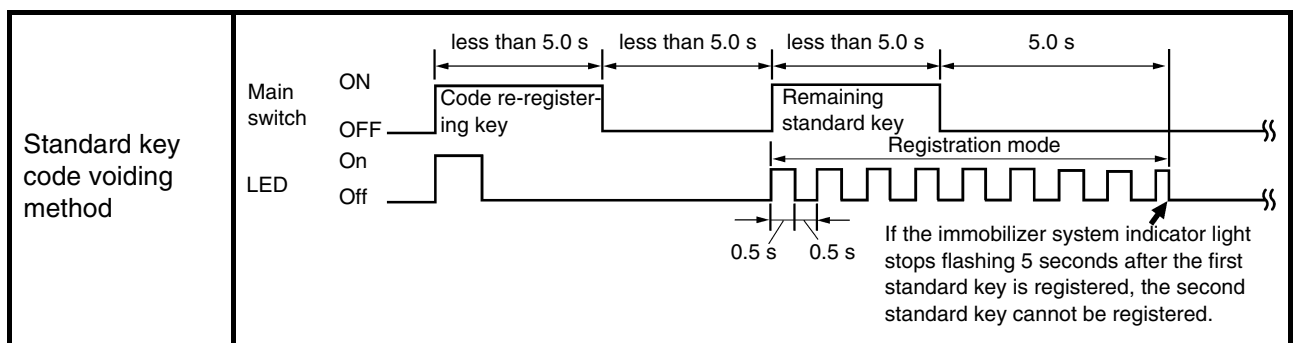 Standard key
code voiding
method
less than 5.0 s less than 5.0 s less than 5.0 s 5.0 s
Main
switch
ON
OFF
Code re-register-
ing key
Remaining
standard key
Registration mode
LED
On
Off
0.5 s 0.5 s
If the immobilizer system indicator light
stops flashing 5 seconds after the first
standard key is registered, the second
standard key cannot be registered.